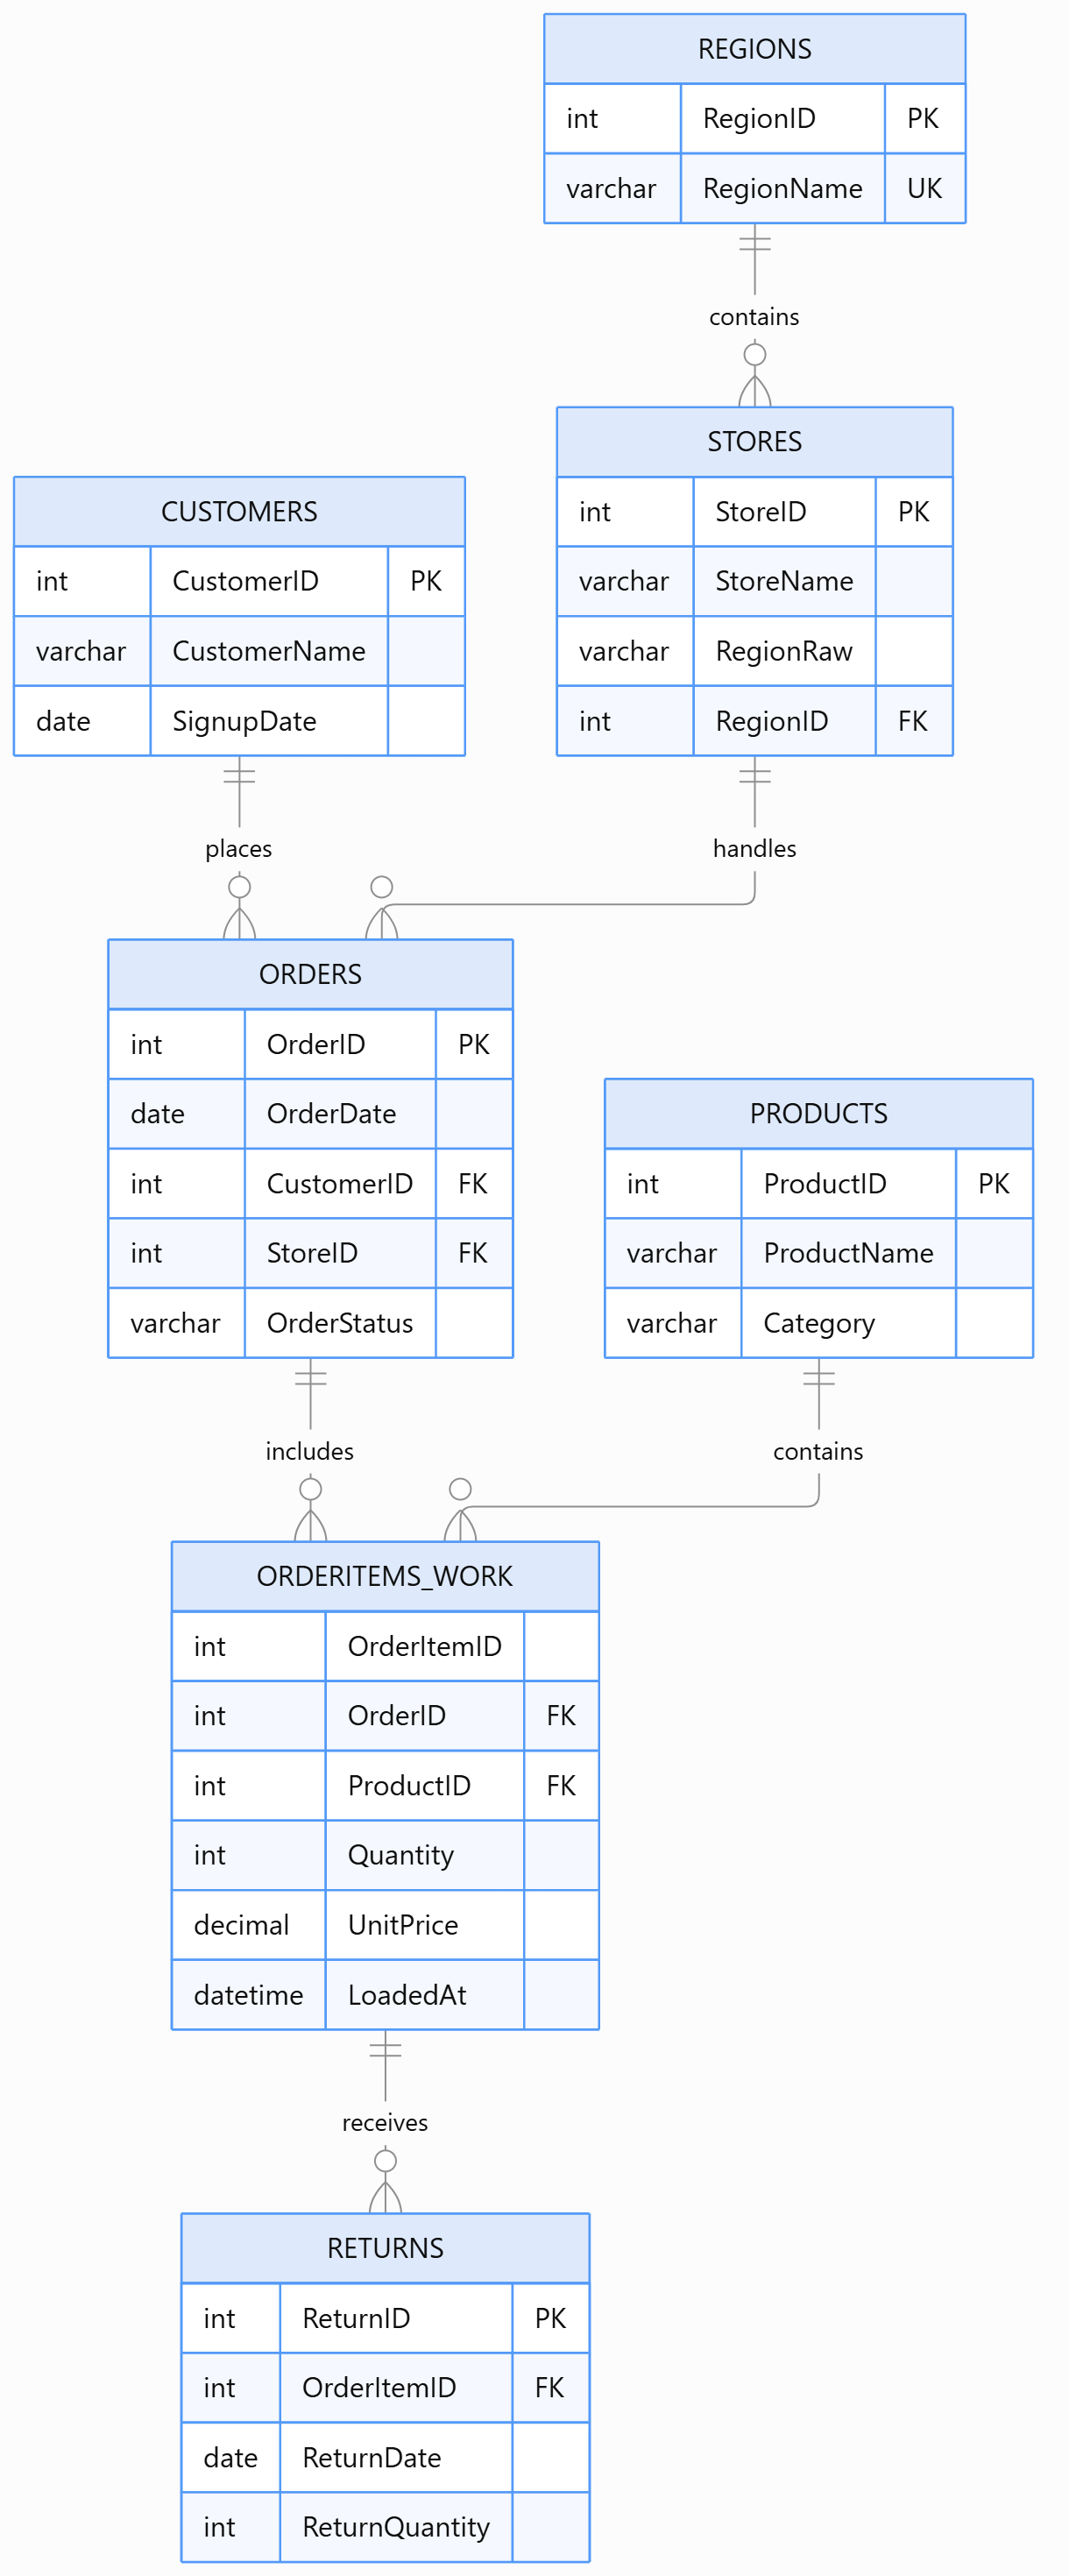 REGIONS
int RegionID PK
varchar RegionName UK
contains
STORES
int StoreID PK
varchar StoreName
varchar RegionRaw
int RegionID FK
CUSTOMERS
int CustomerID PK
varchar CustomerName
date SignupDate
places
handles
ORDERS
int OrderID PK
date OrderDate
int CustomerID FK
int StoreID FK
varchar OrderStatus
PRODUCTS
int ProductID PK
varchar ProductName
varchar Category
includes
contains
ORDERITEMS_WORK
int OrderItemID
int OrderID FK
int ProductID FK
int Quantity
decimal UnitPrice
datetime LoadedAt
receives
RETURNS
int ReturnID PK
int OrderItemID FK
date ReturnDate
int ReturnQuantity